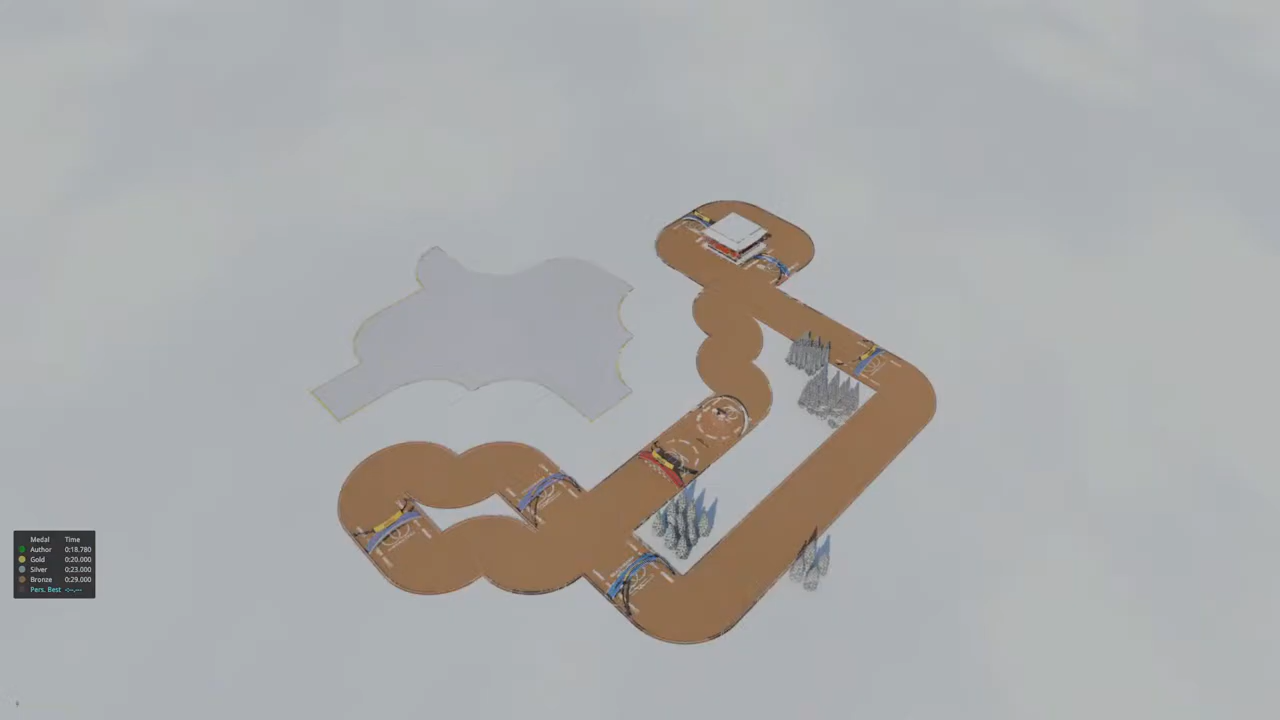 Medal Time
Author 0:18.780
Gold 0:20.000
Silver 0:23.000
Bronze 0:29.000
Pers. Best -:--.---